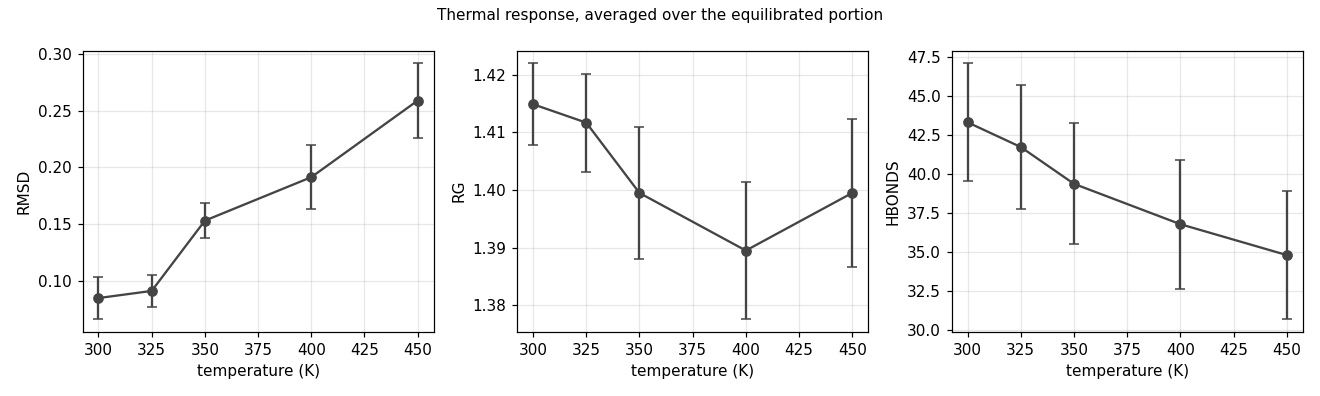 Thermal response, averaged over the equilibrated portion
RMSD
0.30
0.25
0.20
0.15
0.10
300 325 350 375 400 425 450
temperature (K)
RG
1.42
1.41
1.40
1.39
1.38
300 325 350 375 400 425 450
temperature (K)
HBONDS
47.5
45.0
42.5
40.0
37.5
35.0
32.5
30.0
300 325 350 375 400 425 450
temperature (K)